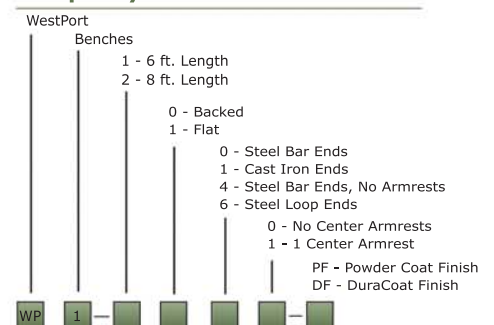 WestPort
Benches
1 - 6 ft. Length
2 - 8 ft. Length
0 - Backed
1 - Flat
0 - Steel Bar Ends
1 - Cast Iron Ends
4 - Steel Bar Ends, No Armrests
6 - Steel Loop Ends
0 - No Center Armrests
1 - 1 Center Armrest
PF - Powder Coat Finish
DF - DuraCoat Finish
WP 1 - -